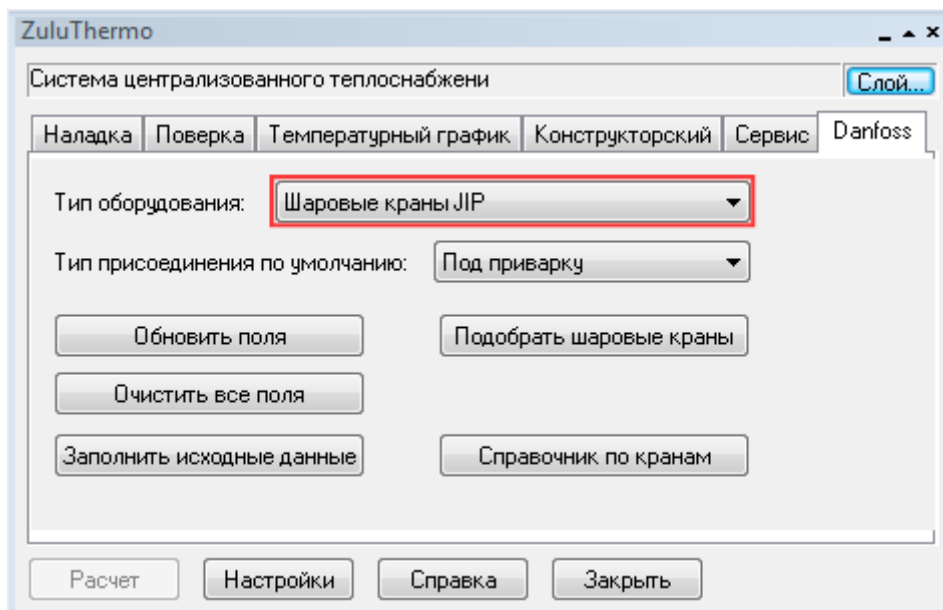 ZuluThermo
Система централизованного теплоснабжени
Слой...
Наладка Поверка Температурный график Конструкторский Сервис Danfoss
Тип оборудования: Шаровые краны JIP
Тип присоединения по умолчанию: Под приварку
Обновить поля Подобрать шаровые краны
Очистить все поля
Заполнить исходные данные Справочник по кранам
Расчет Настройки Справка Закрыть